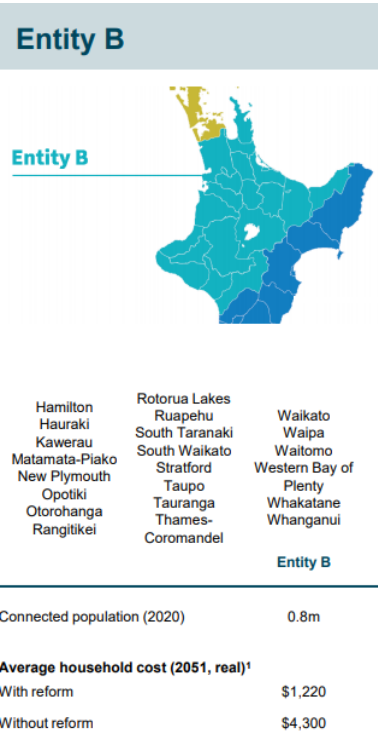 Entity B
Entity B
Hamilton
Hauraki
Kawerau
Matamata-Piako
New Plymouth
Opotiki
Otorohanga
Rangitikei
Rotorua Lakes
Ruapehu
South Taranaki
South Waikato
Stratford
Taupo
Tauranga
Thames-
Coromandel
Waikato
Waipa
Waitomo
Western Bay of
Plenty
Whakatane
Whanganui
Entity B
Connected population (2020) 0.8m
Average household cost (2051, real)¹
With reform $1,220
Without reform $4,300